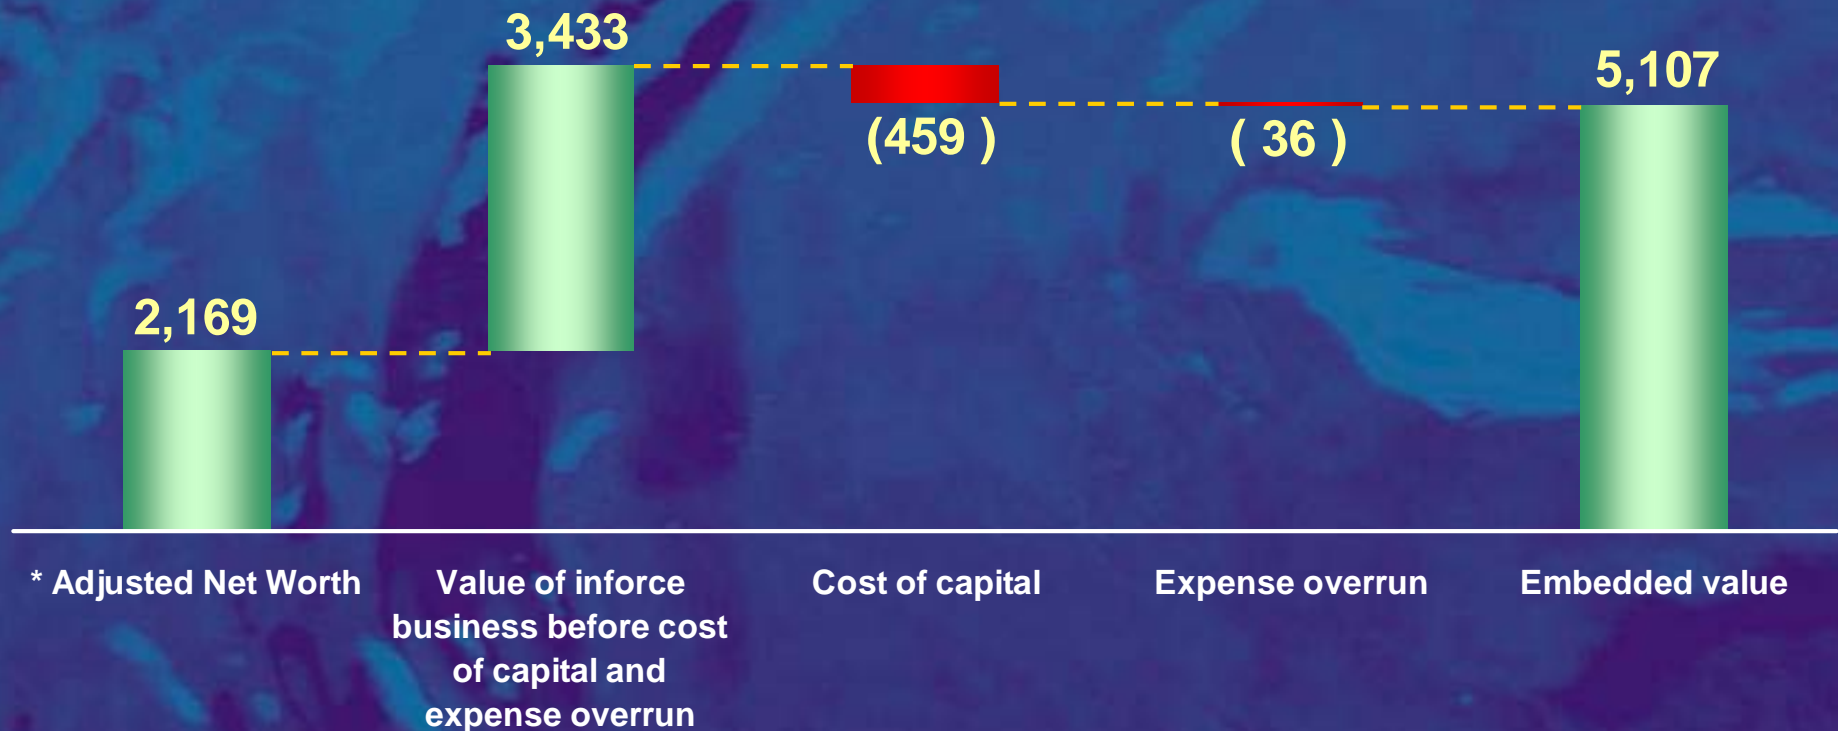 3,433
5,107
(459 )
( 36 )
2,169
* Adjusted Net Worth
Value of inforce
business before cost
of capital and
expense overrun
Cost of capital
Expense overrun
Embedded value